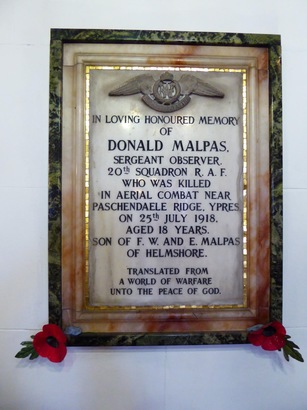 IN LOVING HONOURED MEMORY
OF
DONALD MALPAS,
SERGEANT OBSERVER,
20TH SQUADRON R. A. F.
WHO WAS KILLED
IN AERIAL COMBAT NEAR
PASCHENDAELE RIDGE, YPRES,
ON 25TH JULY 1918,
AGED 18 YEARS.
SON OF F. W. AND E. MALPAS
OF HELMSHORE.
TRANSLATED FROM
A WORLD OF WARFARE
UNTO THE PEACE OF GOD.